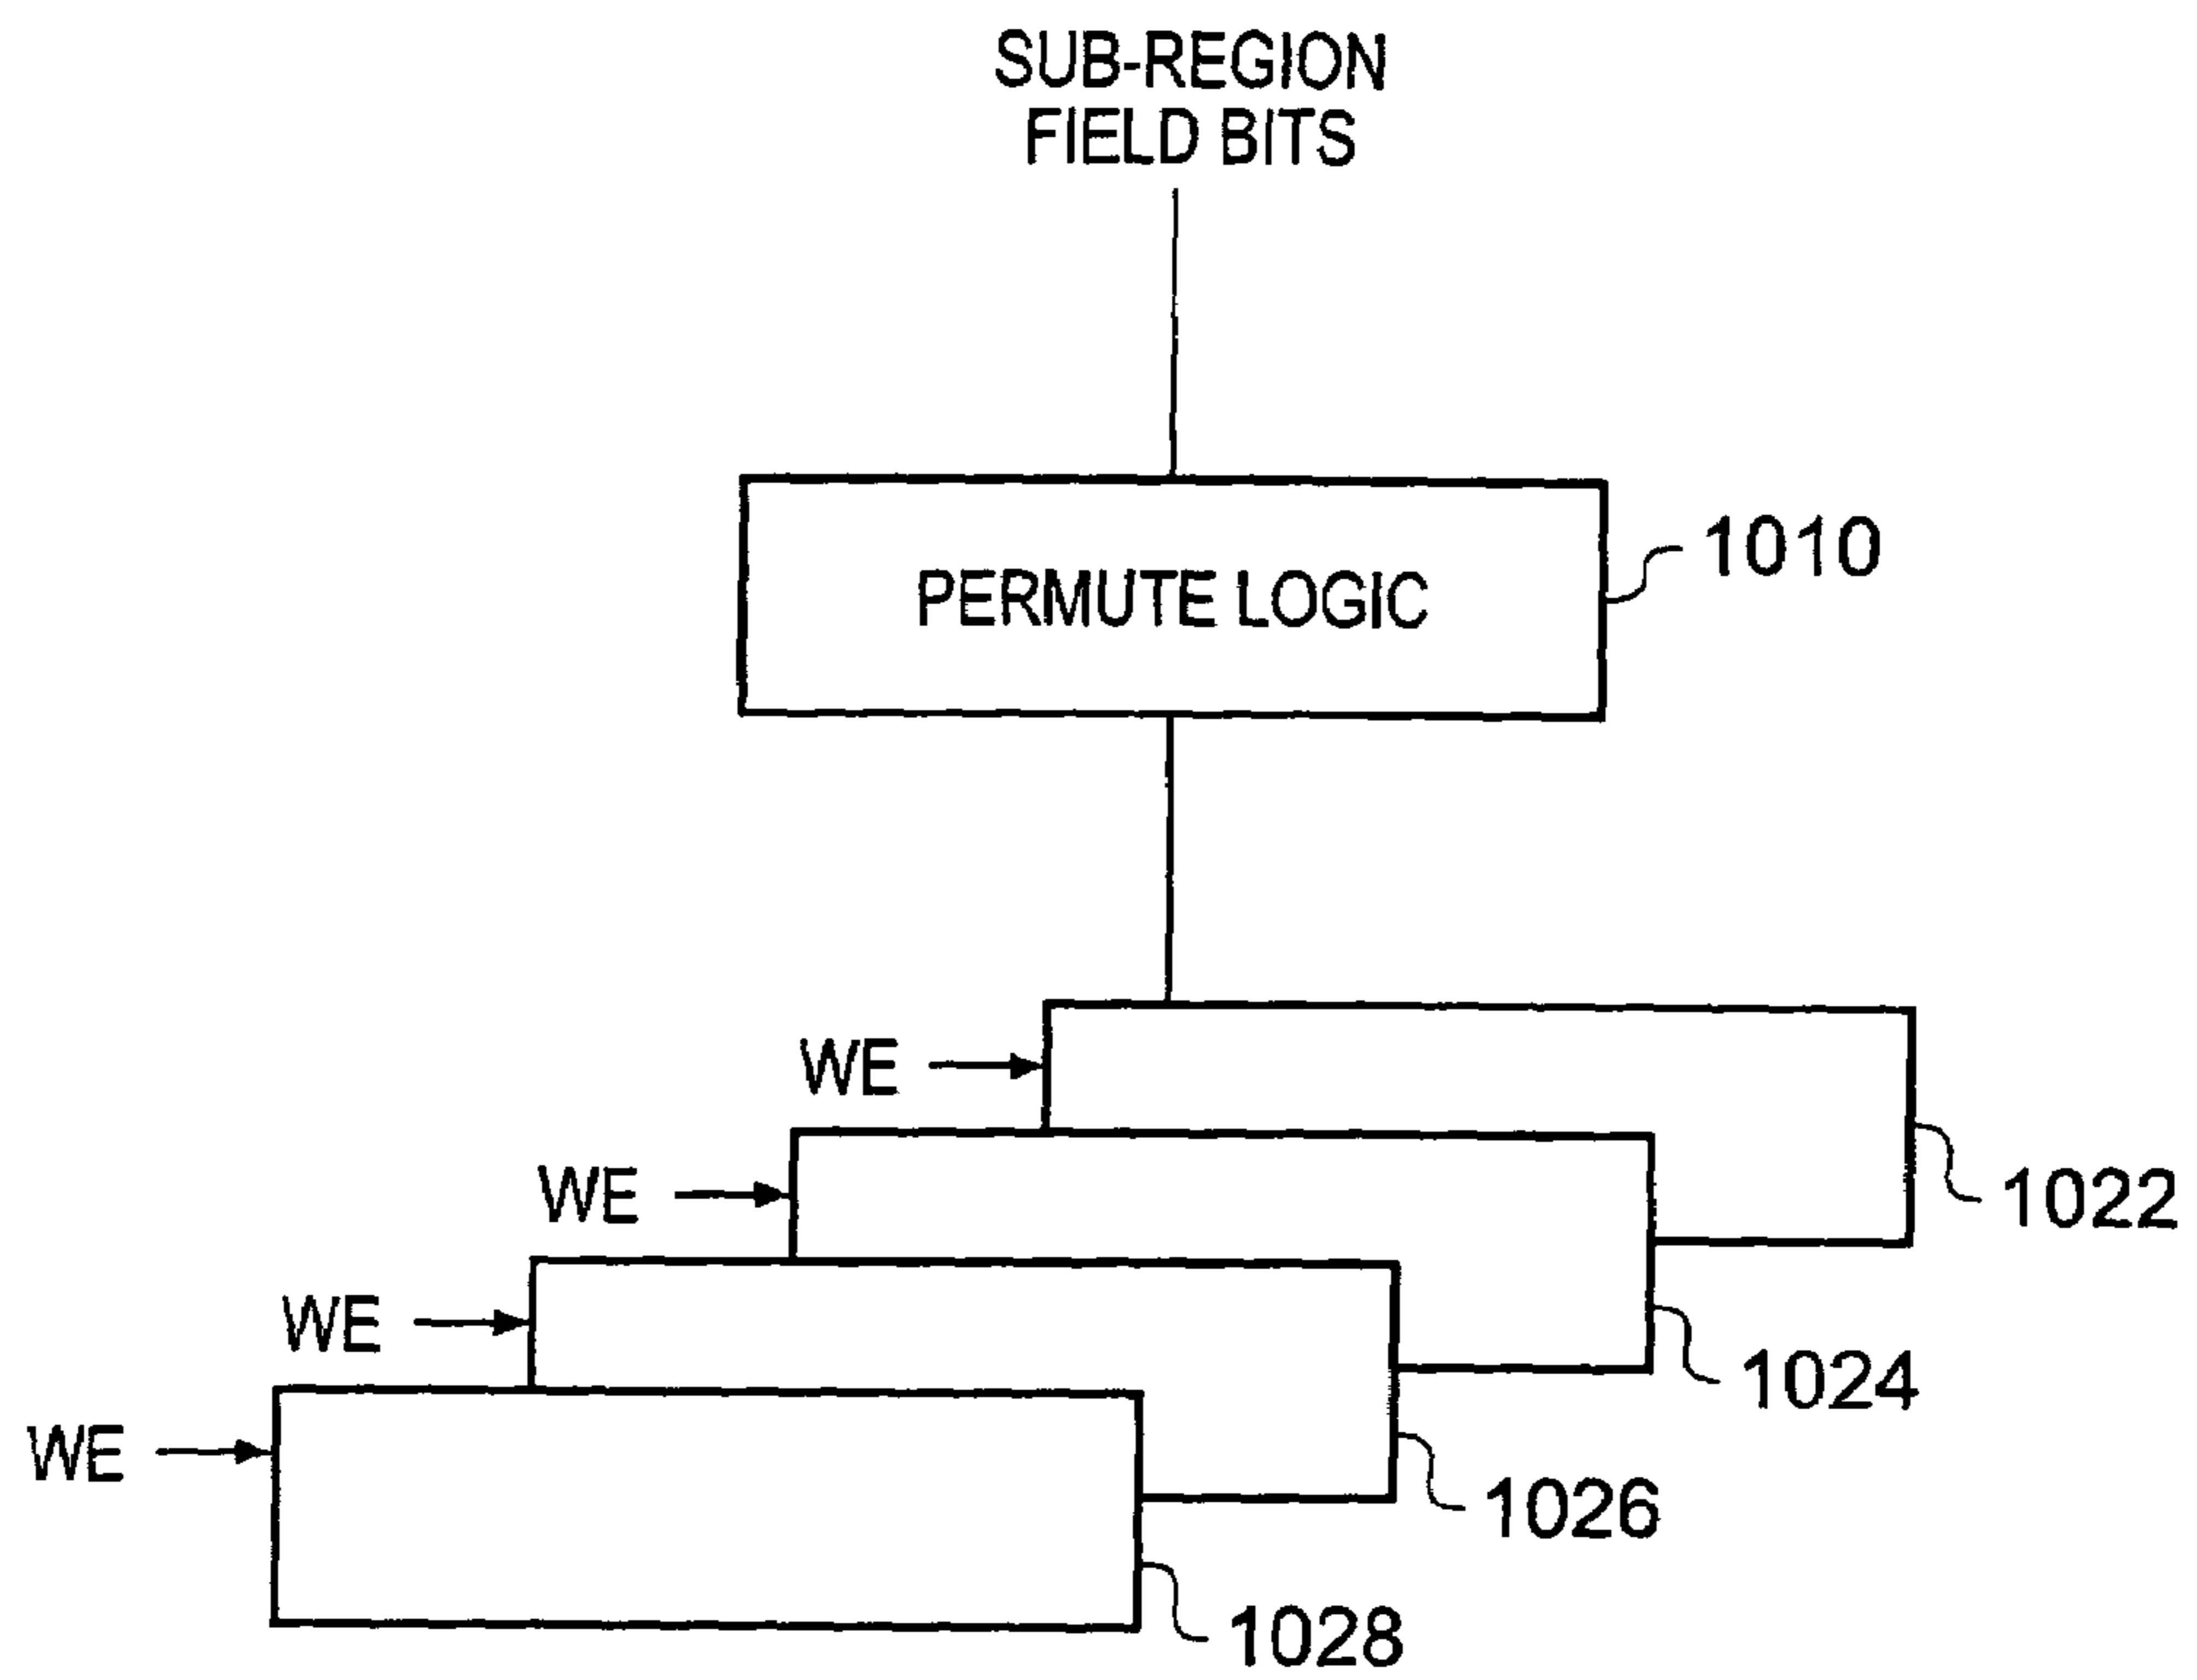 SUB-REGION
FIELD BITS
PERMUTE LOGIC
1010
WE
WE
1022
WE
1024
WE
1026
1028